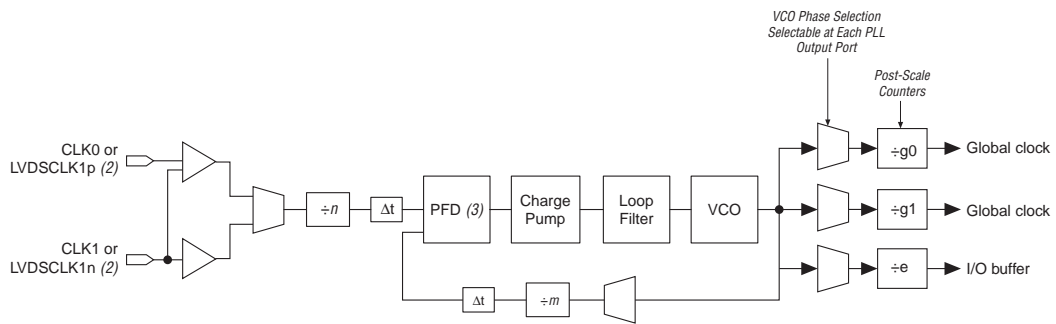 VCO Phase Selection
Selectable at Each PLL
Output Port
Post-Scale
Counters
CLK0 or
LVDSCLK1p (2)
÷g0
Global clock
÷n
Δt
PFD (3)
Charge
Pump
Loop
Filter
VCO
÷g1
Global clock
CLK1 or
LVDSCLK1n (2)
÷e
I/O buffer
Δt
÷m